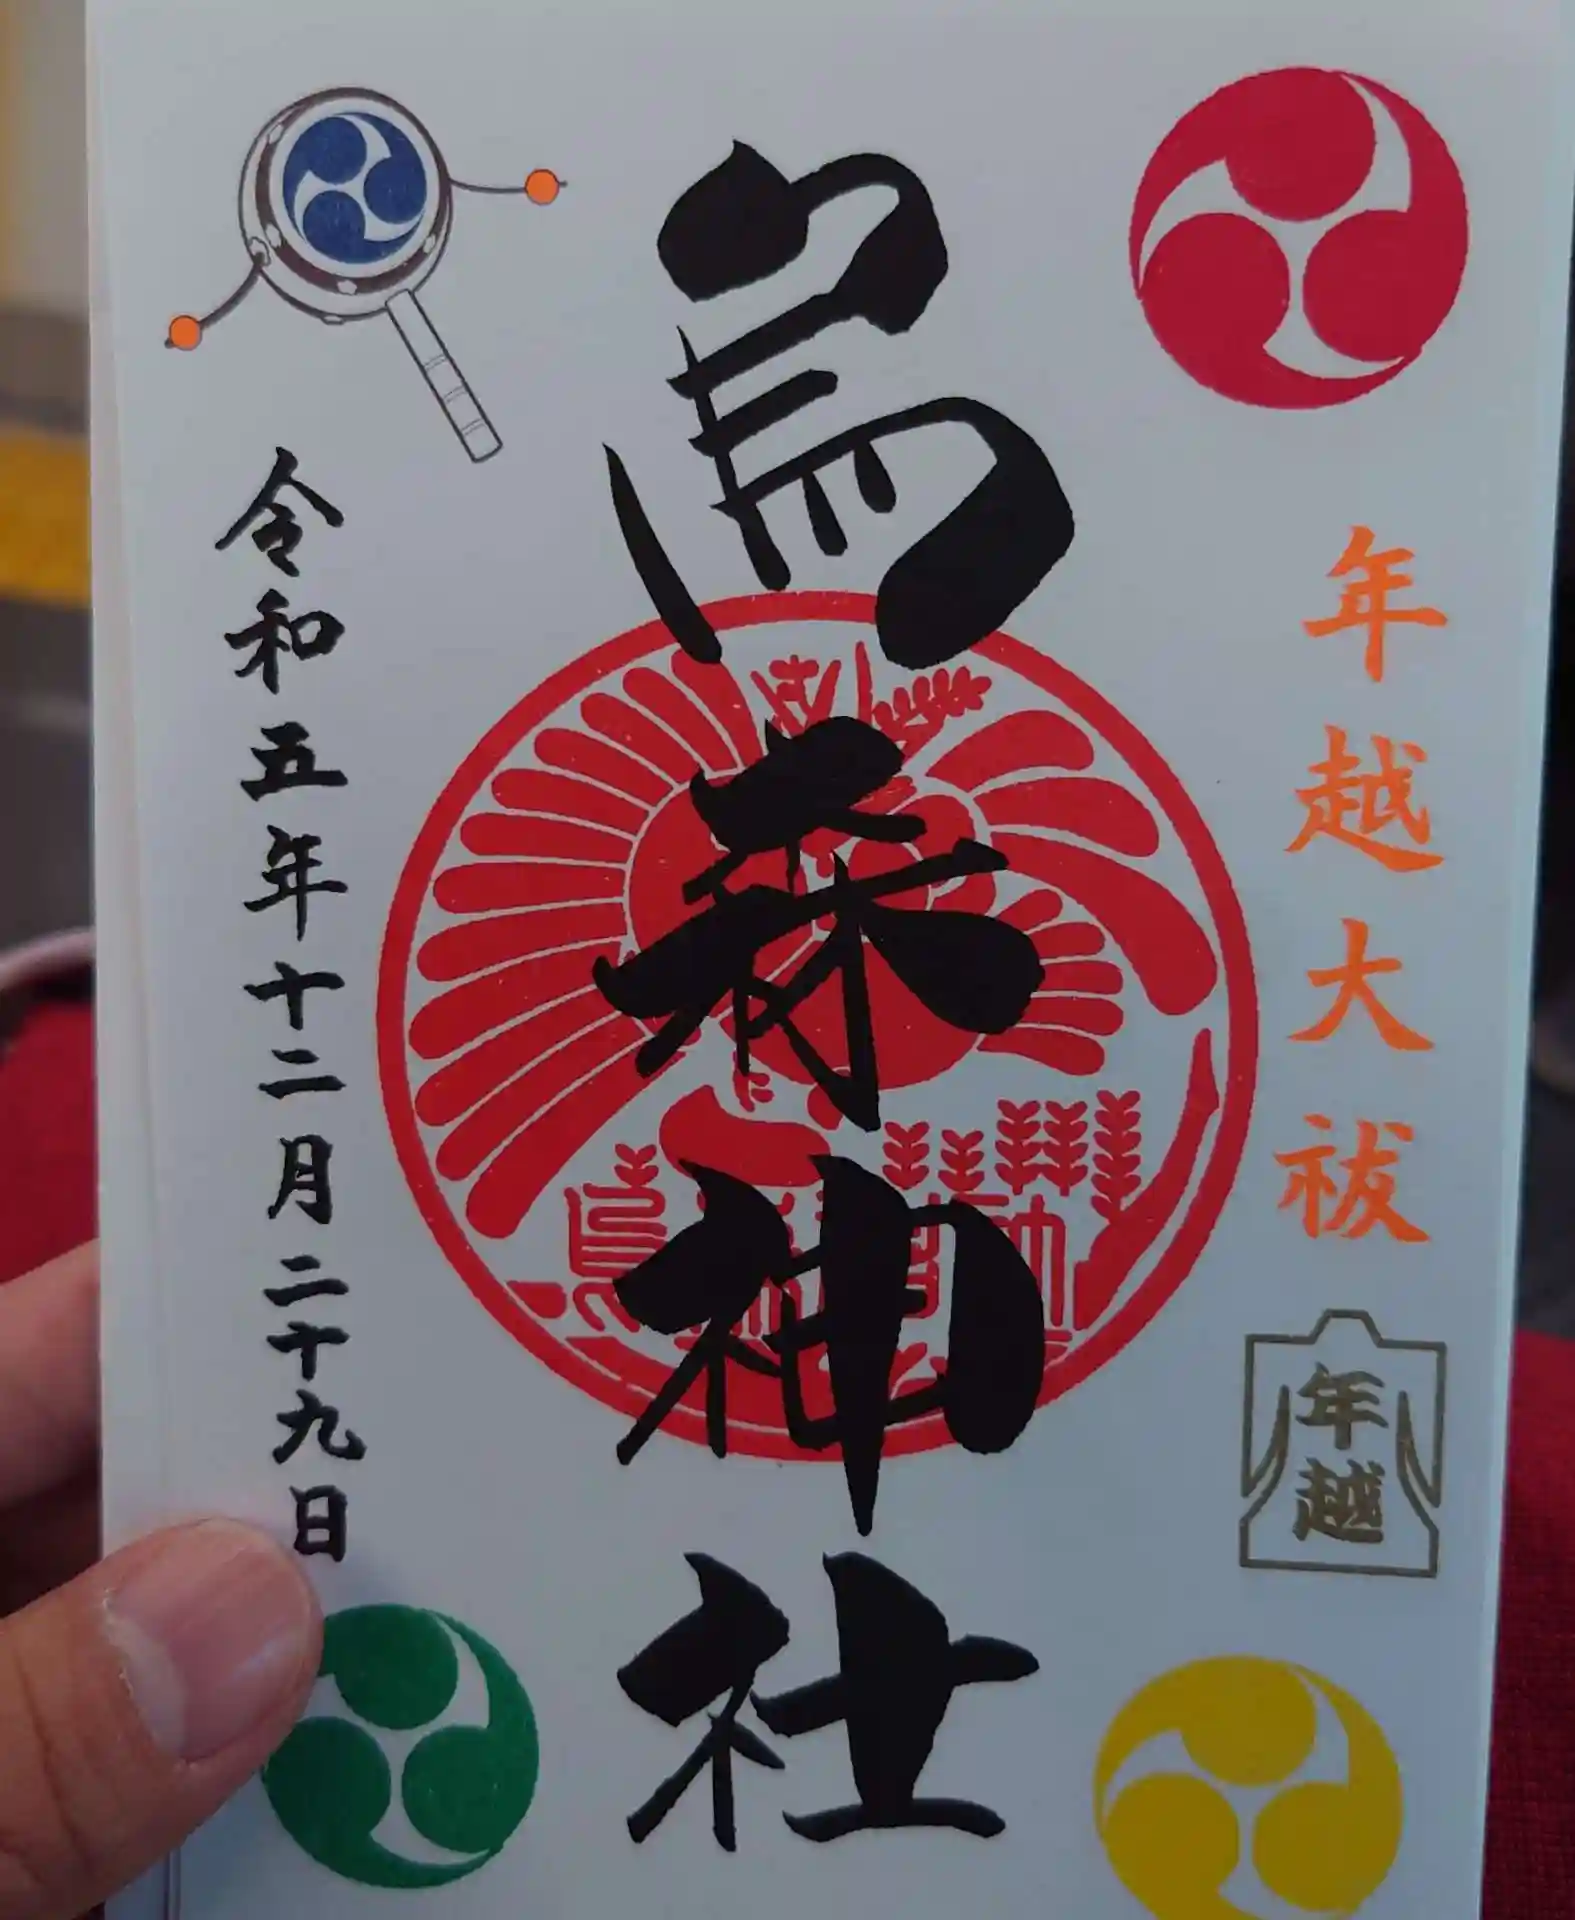 年越大祓
年越
烏森神社
令和五年十二月二十九日